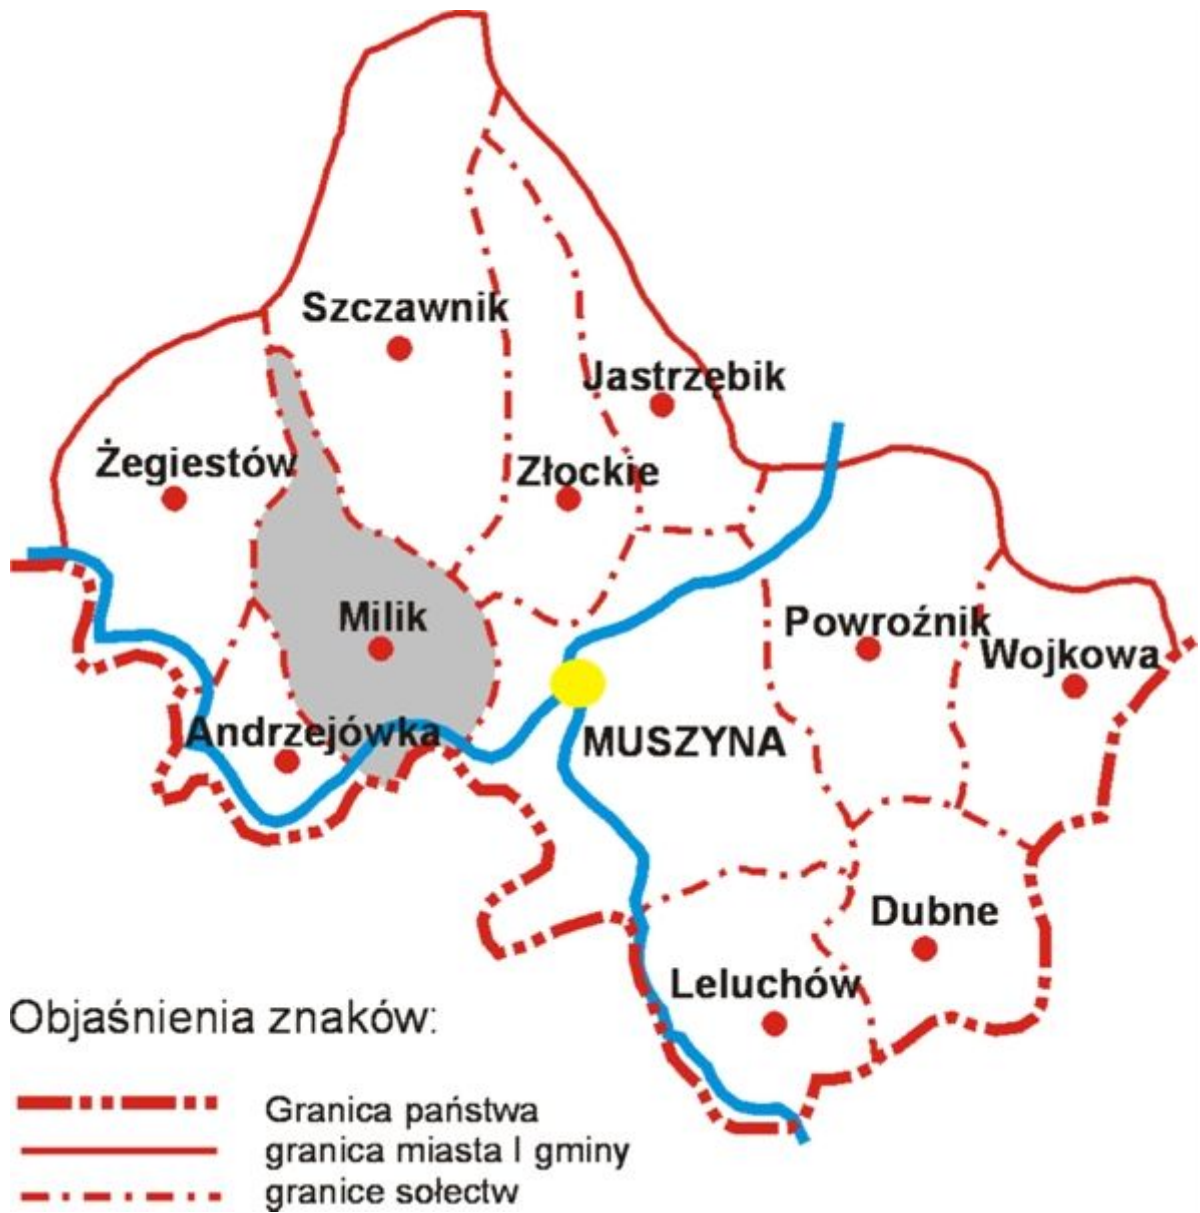 Szczawnik
Jastrzębik
Żegiestów
Złockie
Milik
Powroźnik
Wojkowa
Andrzejówka
MUSZYNA
Dubne
Leluchów
Objaśnienia znaków:
Granica państwa
granica miasta I gminy
granice sołectw